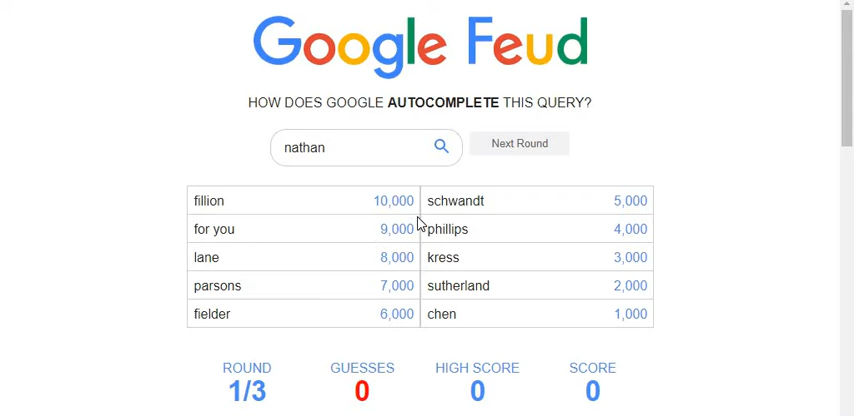 Google Feud
HOW DOES GOOGLE AUTOCOMPLETE THIS QUERY?
nathan
Next Round
fillion 10,000 schwandt 5,000
for you 9,000 phillips 4,000
lane 8,000 kress 3,000
parsons 7,000 sutherland 2,000
fielder 6,000 chen 1,000
ROUND GUESSES HIGH SCORE SCORE
1/3 0 0 0